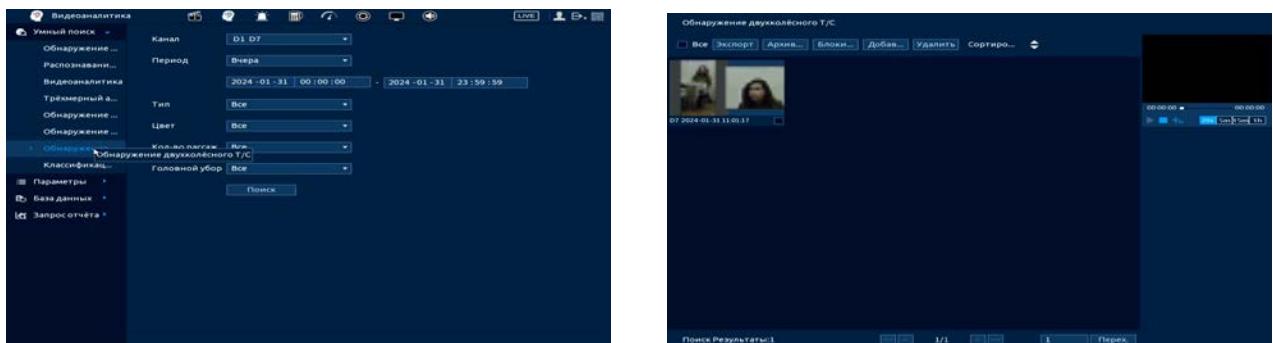 Видеоаналитика LIVE
Умный поиск
Обнаружение ...
Распознавани...
Видеоаналитика
Трёхмерный а...
Обнаружение ...
Обнаружение ...
Обнаружение двухколёсного Т/С
Классификац...
Параметры
База данных
Запрос отчёта
Канал D1 D7
Период Вчера
2024 -01 -31 00 :00 :00 - 2024 -01 -31 23 :59 :59
Тип Все
Цвет Все
Кол-во пассаж Все
Головной убор Все
Поиск
Обнаружение двухколёсного Т/С
Все Экспорт Архив... Блоки... Добав... Удалить Сортиро...
D7 2024-01-31 11:01:17
00:00:00 00:00:00
Поиск Результаты:1 1/1 1 Перех.